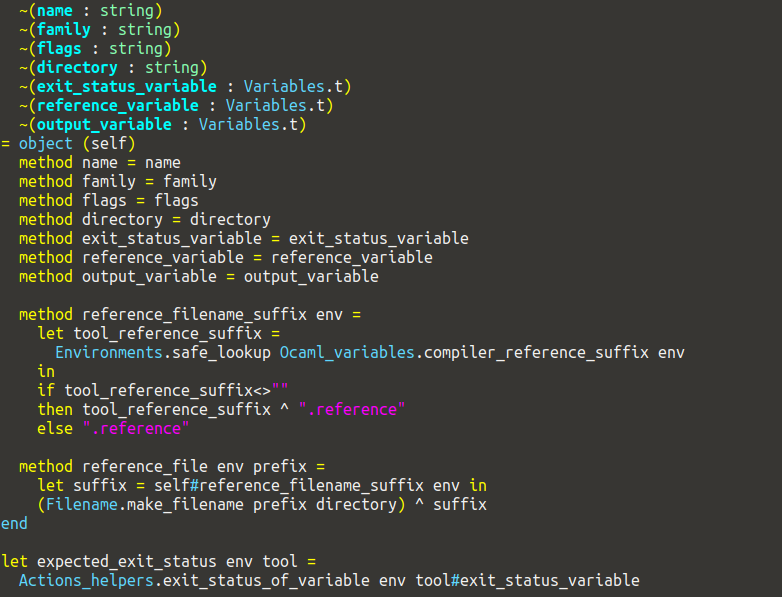 ~(name : string)
~(family : string)
~(flags : string)
~(directory : string)
~(exit_status_variable : Variables.t)
~(reference_variable : Variables.t)
~(output_variable : Variables.t)
= object (self)
method name = name
method family = family
method flags = flags
method directory = directory
method exit_status_variable = exit_status_variable
method reference_variable = reference_variable
method output_variable = output_variable
method reference_filename_suffix env =
let tool_reference_suffix =
Environments.safe_lookup Ocaml_variables.compiler_reference_suffix env
in
if tool_reference_suffix<>""
then tool_reference_suffix ^ ".reference"
else ".reference"
method reference_file env prefix =
let suffix = self#reference_filename_suffix env in
(Filename.make_filename prefix directory) ^ suffix
end
let expected_exit_status env tool =
Actions_helpers.exit_status_of_variable env tool#exit_status_variable